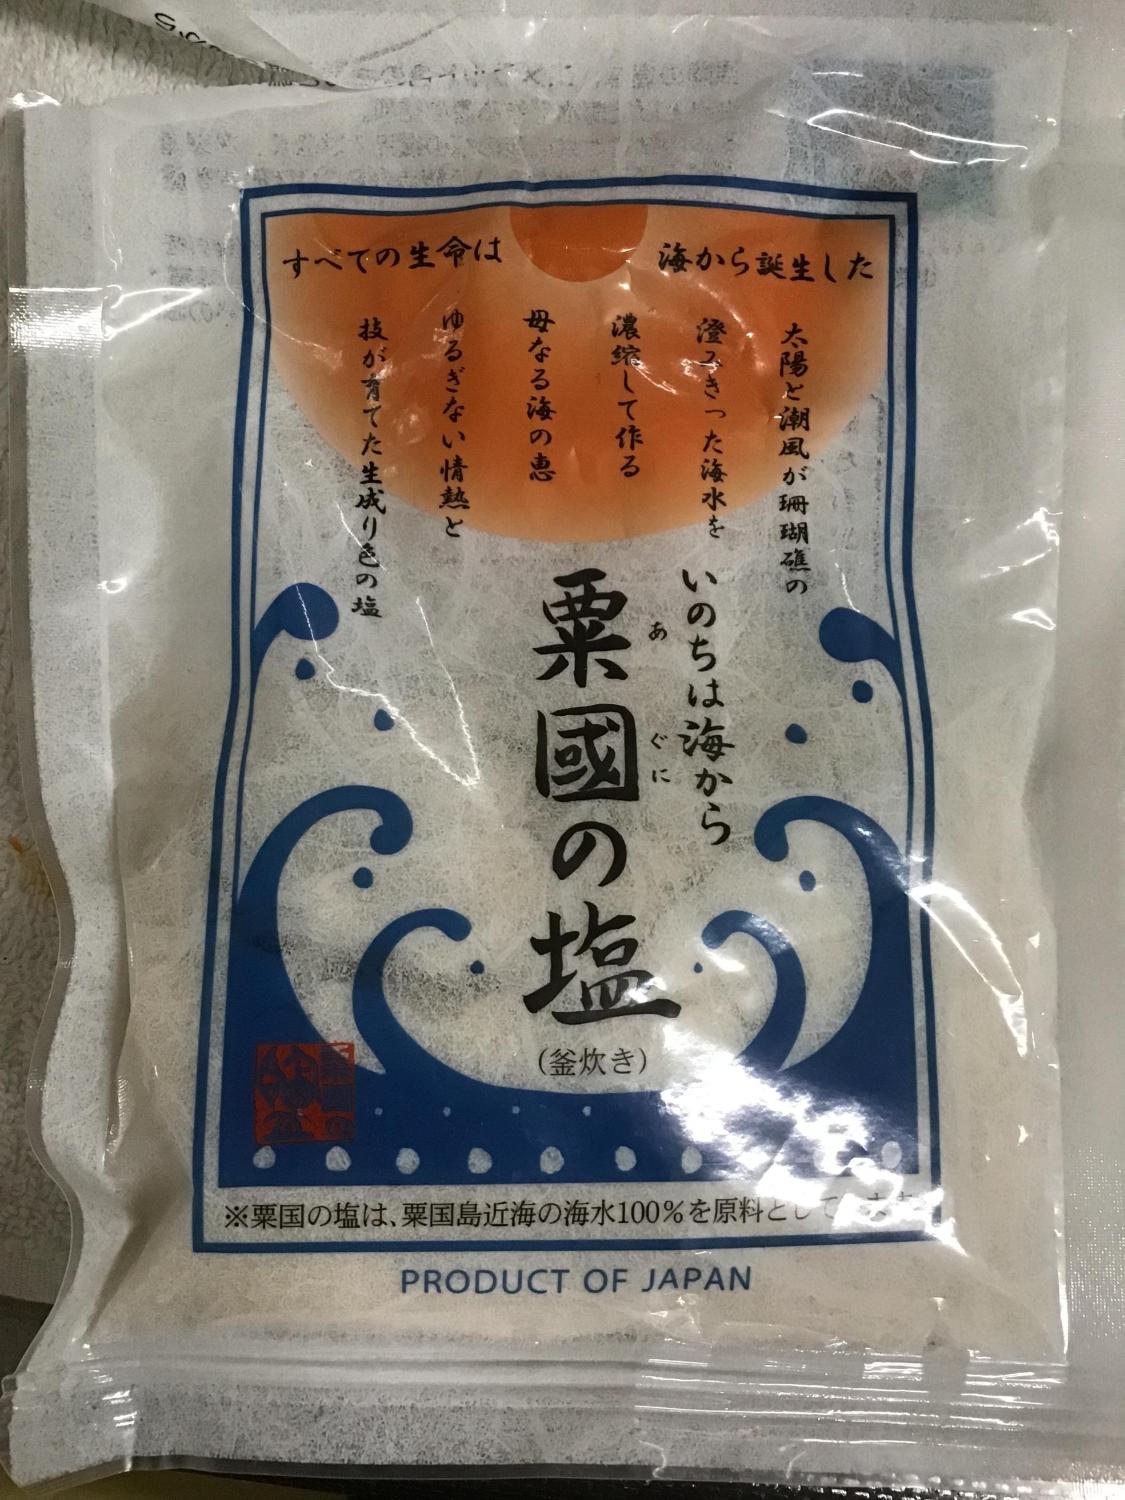 すべての生命は
海から誕生した
太陽と潮風が珊瑚礁の
澄みきった海水を
濃縮して作る
母なる海の恵
ゆるぎない情熱と
技が育てた生成り色の塩
いのちは海から
粟國の塩
あぐに
(釜炊き)
※粟国の塩は、粟国島近海の海水100%を原料として
PRODUCT OF JAPAN